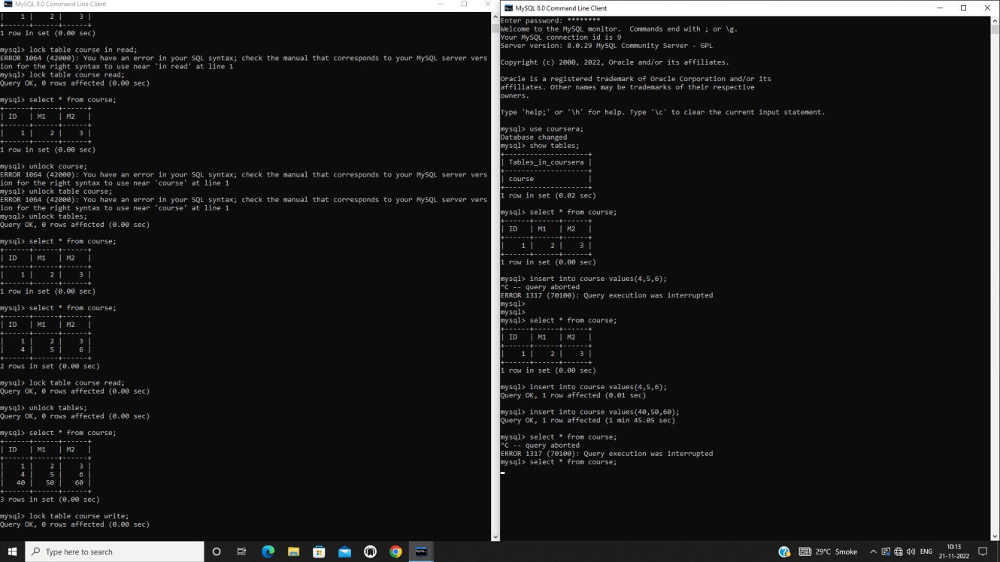 MySQL 8.0 Command Line Client
|    1 |    2 |    3 |
+------+------+------+
1 row in set (0.00 sec)
mysql> lock table course in read;
ERROR 1064 (42000): You have an error in your SQL syntax; check the manual that corresponds to your MySQL server vers
ion for the right syntax to use near 'in read' at line 1
mysql> lock table course read;
Query OK, 0 rows affected (0.00 sec)
mysql> select * from course;
+------+------+------+
| ID   | M1   | M2   |
+------+------+------+
|    1 |    2 |    3 |
+------+------+------+
1 row in set (0.00 sec)
mysql> unlock course;
ERROR 1064 (42000): You have an error in your SQL syntax; check the manual that corresponds to your MySQL server vers
ion for the right syntax to use near 'course' at line 1
mysql> unlock table course;
ERROR 1064 (42000): You have an error in your SQL syntax; check the manual that corresponds to your MySQL server vers
ion for the right syntax to use near 'course' at line 1
mysql> unlock tables;
Query OK, 0 rows affected (0.00 sec)
mysql> select * from course;
+------+------+------+
| ID   | M1   | M2   |
+------+------+------+
|    1 |    2 |    3 |
+------+------+------+
1 row in set (0.00 sec)
mysql> select * from course;
+------+------+------+
| ID   | M1   | M2   |
+------+------+------+
|    1 |    2 |    3 |
|    4 |    5 |    6 |
+------+------+------+
2 rows in set (0.00 sec)
mysql> lock table course read;
Query OK, 0 rows affected (0.00 sec)
mysql> unlock tables;
Query OK, 0 rows affected (0.00 sec)
mysql> select * from course;
+------+------+------+
| ID   | M1   | M2   |
+------+------+------+
|    1 |    2 |    3 |
|    4 |    5 |    6 |
|   40 |   50 |   60 |
+------+------+------+
3 rows in set (0.00 sec)
mysql> lock table course write;
Query OK, 0 rows affected (0.00 sec)
MySQL 8.0 Command Line Client
Enter password: ********
Welcome to the MySQL monitor.  Commands end with ; or \g.
Your MySQL connection id is 9
Server version: 8.0.29 MySQL Community Server - GPL
Copyright (c) 2000, 2022, Oracle and/or its affiliates.
Oracle is a registered trademark of Oracle Corporation and/or its
affiliates. Other names may be trademarks of their respective
owners.
Type 'help;' or '\h' for help. Type '\c' to clear the current input statement.
mysql> use coursera;
Database changed
mysql> show tables;
+--------------------+
| Tables_in_coursera |
+--------------------+
| course             |
+--------------------+
1 row in set (0.02 sec)
mysql> select * from course;
+------+------+------+
| ID   | M1   | M2   |
+------+------+------+
|    1 |    2 |    3 |
+------+------+------+
1 row in set (0.00 sec)
mysql> insert into course values(4,5,6);
^C -- query aborted
ERROR 1317 (70100): Query execution was interrupted
mysql>
mysql>
mysql> select * from course;
+------+------+------+
| ID   | M1   | M2   |
+------+------+------+
|    1 |    2 |    3 |
+------+------+------+
1 row in set (0.00 sec)
mysql> insert into course values(4,5,6);
Query OK, 1 row affected (0.01 sec)
mysql> insert into course values(40,50,60);
Query OK, 1 row affected (1 min 45.05 sec)
mysql> select * from course;
^C -- query aborted
ERROR 1317 (70100): Query execution was interrupted
mysql> select * from course;
Type here to search
29°C Smoke
ENG
10:13
21-11-2022